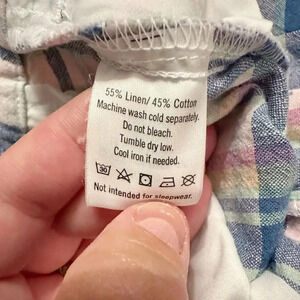 55% Linen/ 45% Cotton
Machine wash cold separately.
Do not bleach.
Tumble dry low.
Cool iron if needed.
30
Not intended for sleepwear.